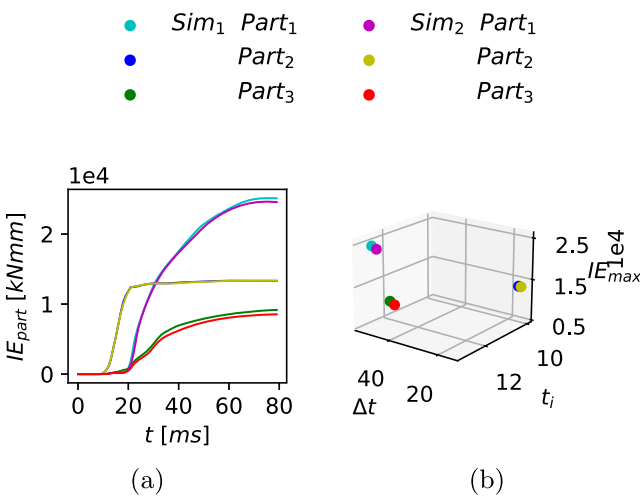 Sim1 Part1 Sim2 Part1
Part2 Part2
Part3 Part3
1e4
IEpart [kNmm]
2
1
0
0 20 40 60 80
t [ms]
(a)
2.5
1.5
0.5
1e4
IEmax
10
12
ti
40
20
Δt
(b)